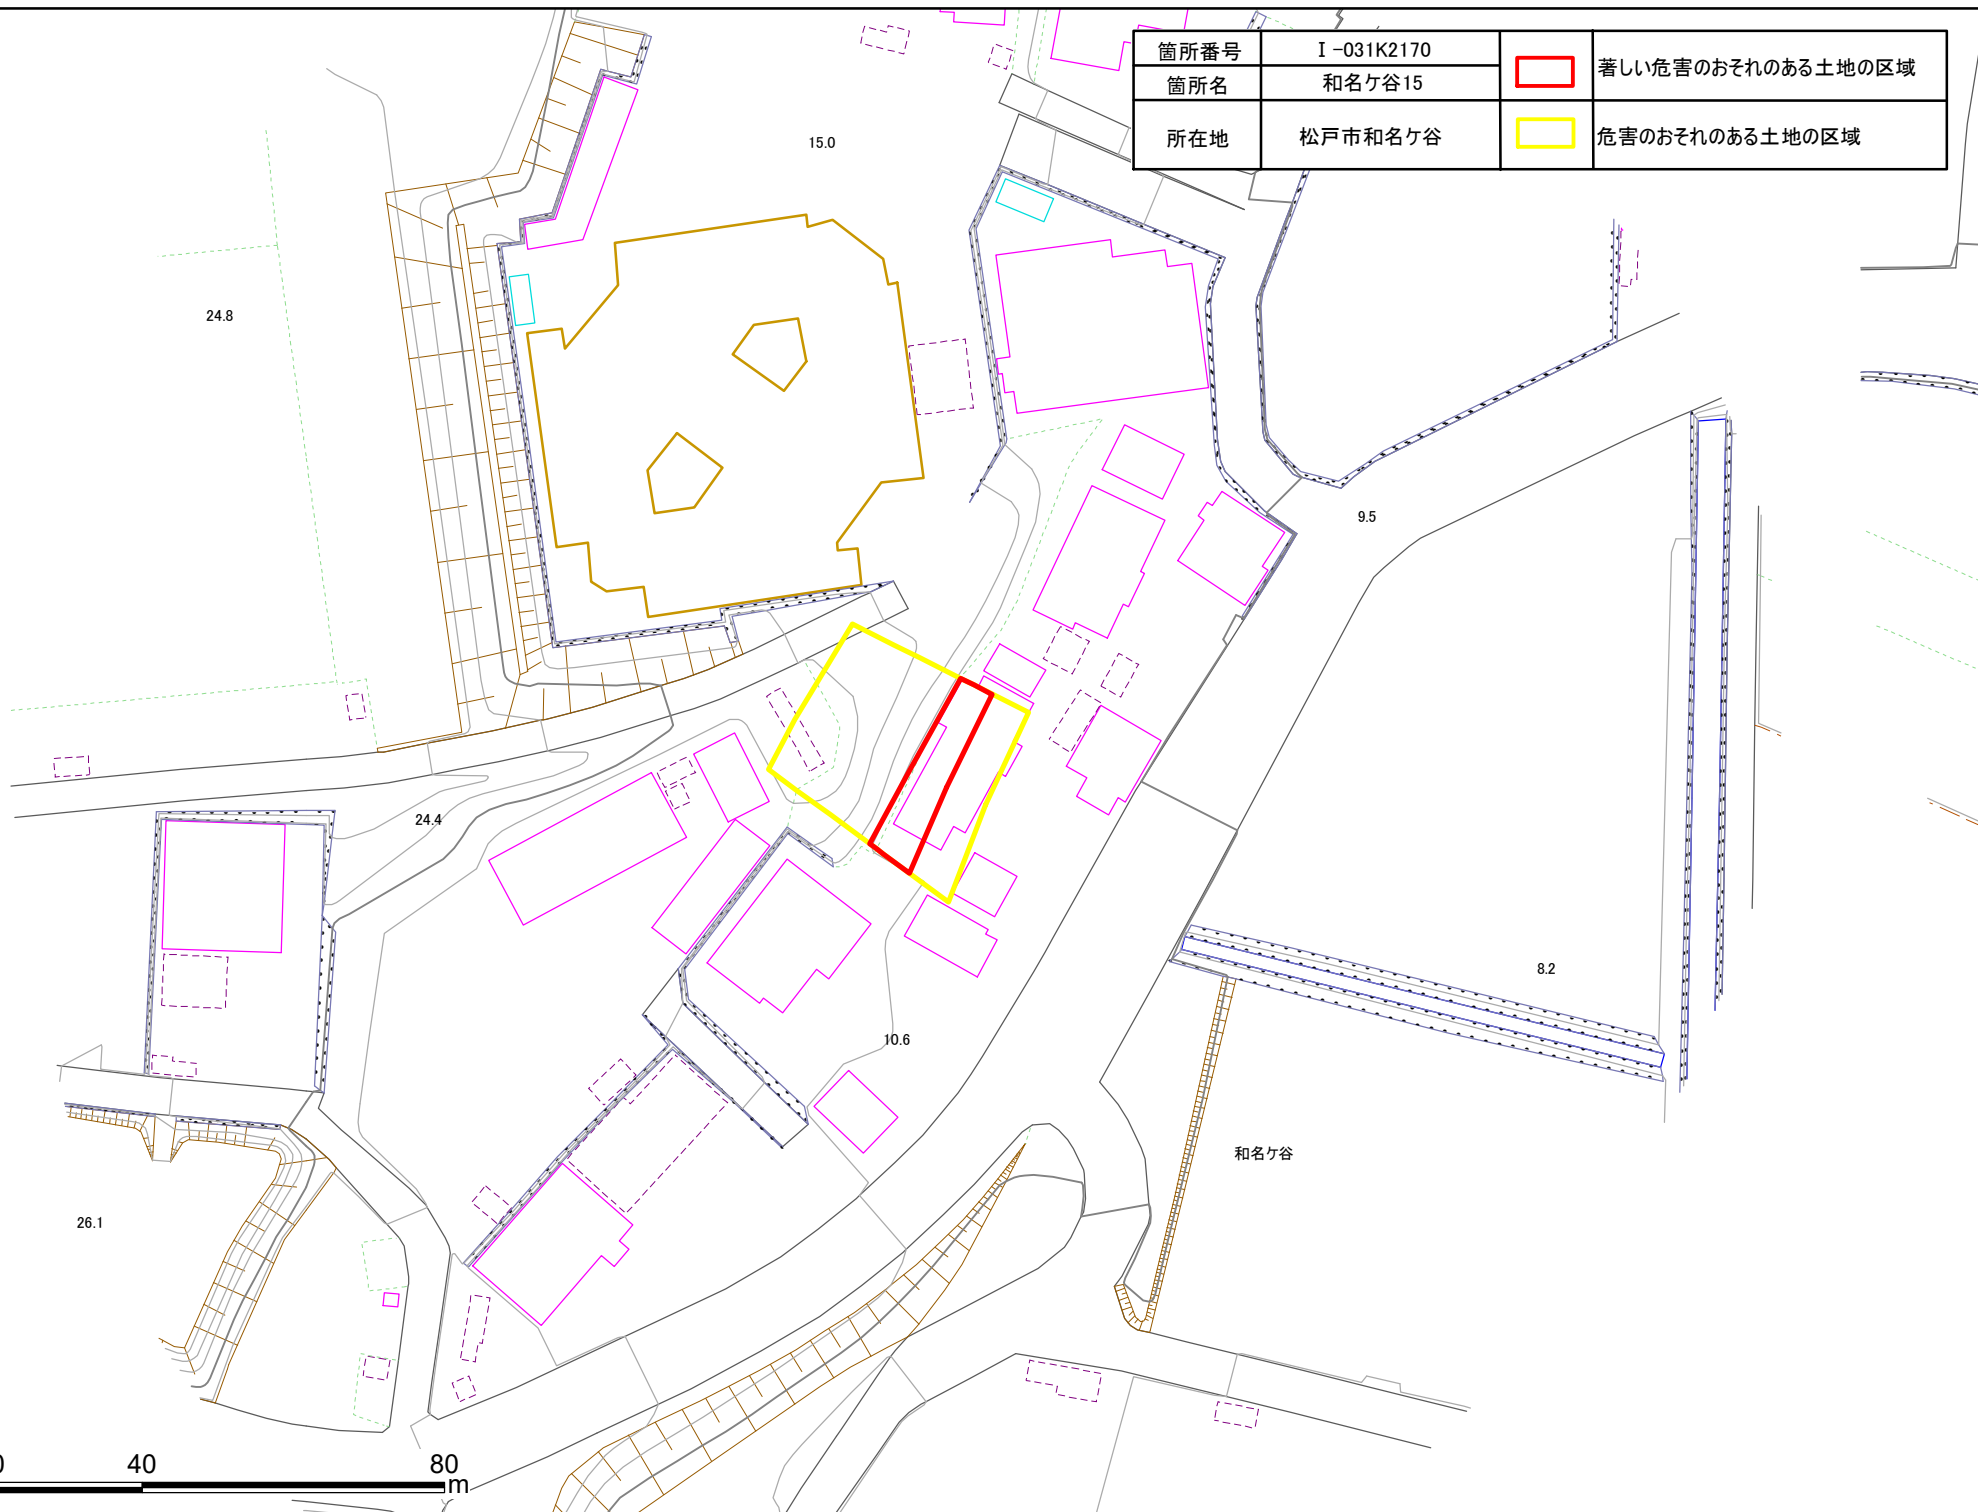 箇所番号 Ⅰ-031K2170
箇所名 和名ケ谷15
所在地 松戸市和名ケ谷
著しい危害のおそれのある土地の区域
危害のおそれのある土地の区域
15.0
24.8
9.5
24.4
8.2
10.6
和名ケ谷
26.1
0 40 80
m